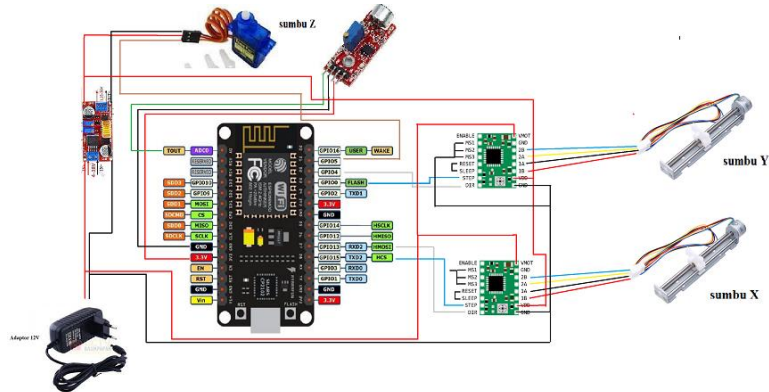 sumbu Z
TOUT ADC0
GPIO16 USER WAKE
GPIO5
GPIO4
GPIO0 FLASH
GPIO2 TXD1
3.3V
GND
GPIO14 HSCLK
GPIO12 HMISO
GPIO13 RXD2 HMOSI
GPIO15 TXD2 HCS
GPIO3 RXD0
GPIO1 TXD0
GND
3.3V
SDD3 GPIO10
SDD2 GPIO9
SDD1 MOSI
SDCMD CS
SDD0 MISO
SDCLK SCLK
GND
3.3V
EN
RST
GND
Vin
WiFi
FC
RST
FLASH
ENABLE VMOT
MS1 GND
MS2 2B
MS3 2A
RESET 1A
SLEEP 1B
STEP VDD
DIR GND
sumbu Y
ENABLE VMOT
MS1 GND
MS2 2B
MS3 2A
RESET 1A
SLEEP 1B
STEP VDD
DIR GND
sumbu X
Adaptor 12V